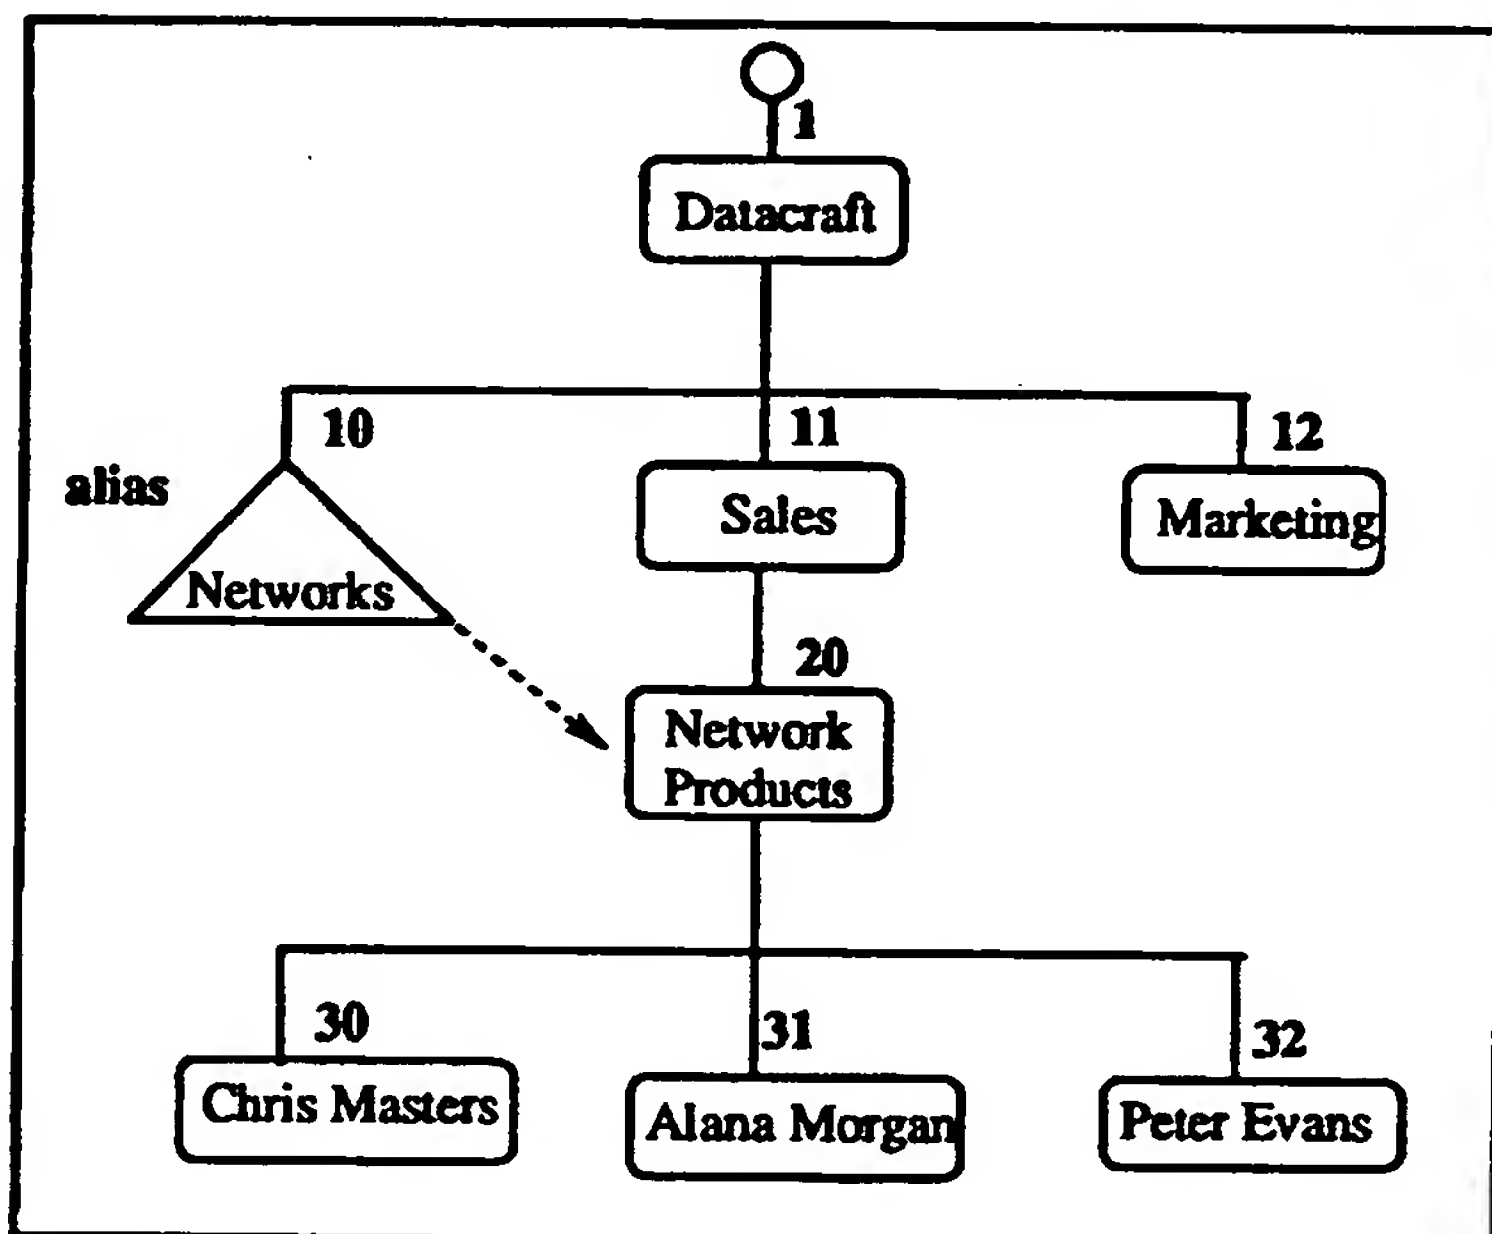 1
Datacraft
10
11
12
alias
Sales
Marketing
Networks
20
Network
Products
30
31
32
Chris Masters
Alana Morgan
Peter Evans